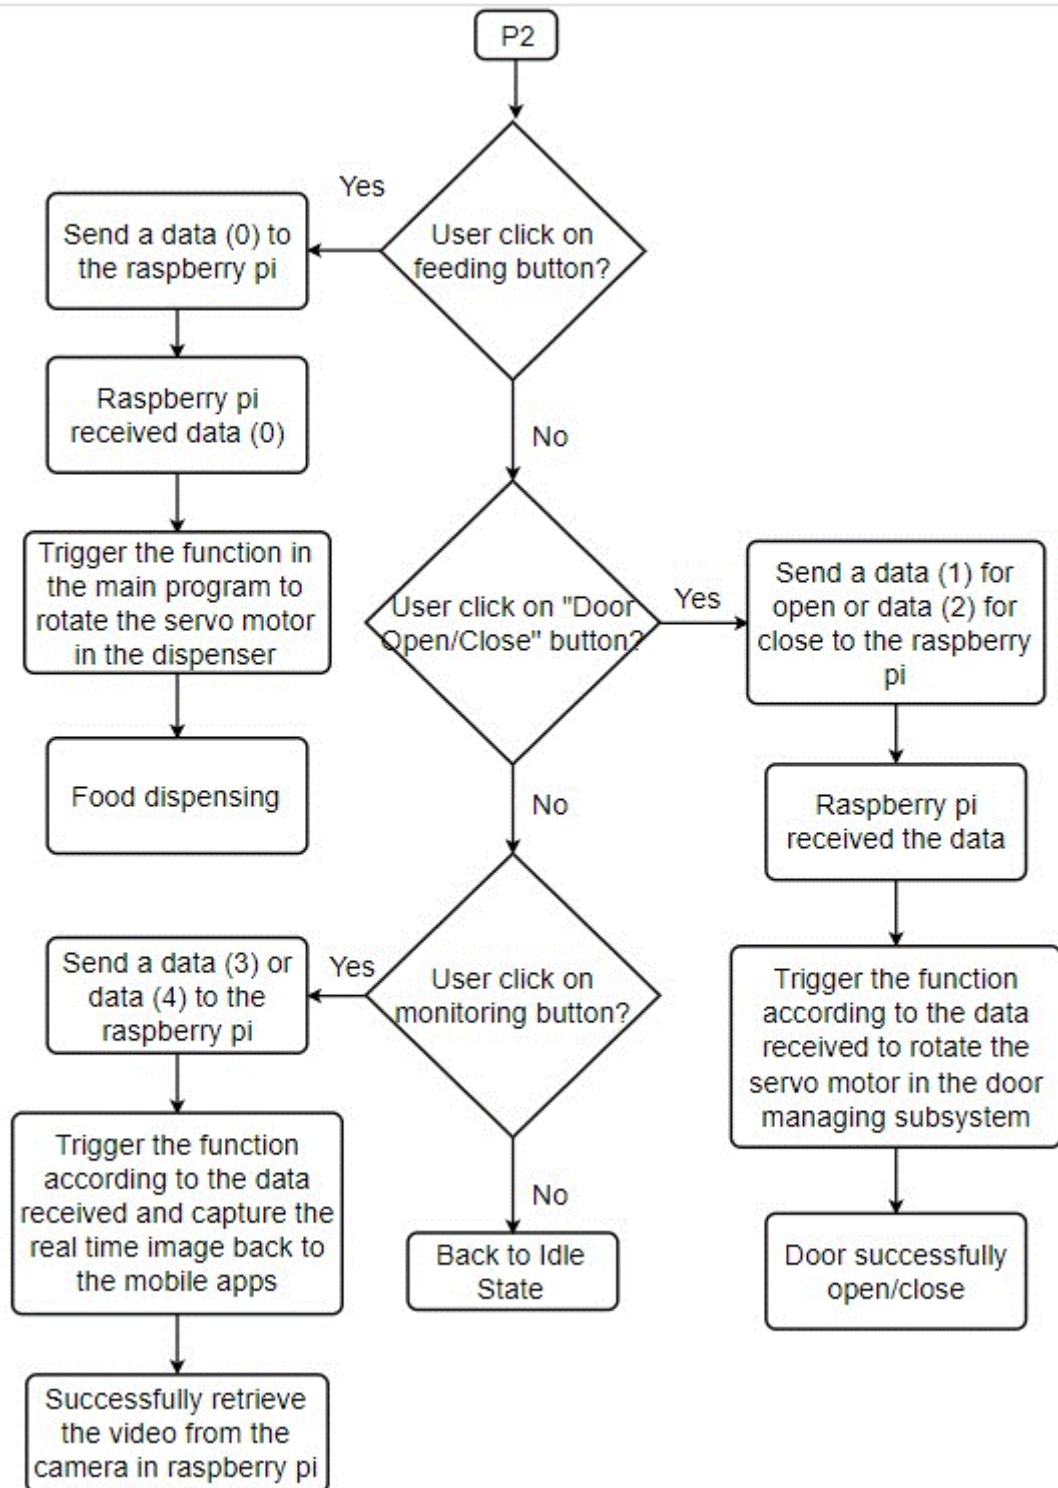 P2
User click on
feeding button?
Yes
Send a data (0) to
the raspberry pi
Raspberry pi
received data (0)
Trigger the function in
the main program to
rotate the servo motor
in the dispenser
Food dispensing
No
User click on "Door
Open/Close" button?
Yes
Send a data (1) for
open or data (2) for
close to the raspberry
pi
Raspberry pi
received the data
Trigger the function
according to the data
received to rotate the
servo motor in the door
managing subsystem
Door successfully
open/close
No
User click on
monitoring button?
Yes
Send a data (3) or
data (4) to the
raspberry pi
Trigger the function
according to the data
received and capture the
real time image back to
the mobile apps
Successfully retrieve
the video from the
camera in raspberry pi
No
Back to Idle
State